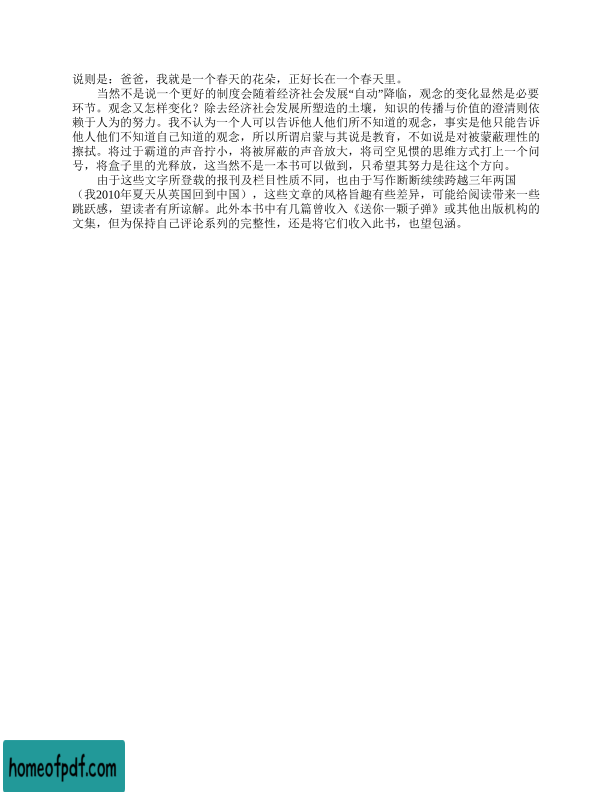 说则是：爸爸，我就是一个春天的花朵，正好长在一个春天里。
当然不是说一个更好的制度会随着经济社会发展“自动”降临，观念的变化显然是必要
环节。观念又怎样变化？除去经济社会发展所塑造的土壤，知识的传播与价值的澄清则依
赖于人为的努力。我不认为一个人可以告诉他人他们所不知道的观念，事实是他只能告诉
他人他们不知道自己知道的观念，所以所谓启蒙与其说是教育，不如说是对被蒙蔽理性的
擦拭。将过于霸道的声音拧小，将被屏蔽的声音放大，将司空见惯的思维方式打上一个问
号，将盒子里的光释放，这当然不是一本书可以做到，只希望其努力是往这个方向。
由于这些文字所登载的报刊及栏目性质不同，也由于写作断断续续跨越三年两国
（我2010年夏天从英国回到中国），这些文章的风格旨趣有些差异，可能给阅读带来一些
跳跃感，望读者有所谅解。此外本书中有几篇曾收入《送你一颗子弹》或其他出版机构的
文集，但为保持自己评论系列的完整性，还是将它们收入此书，也望包涵。
homeofpdf.com